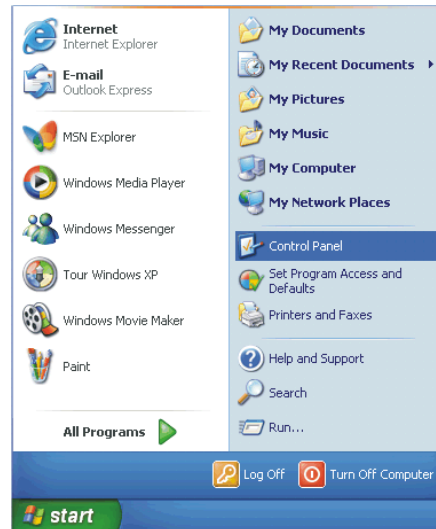 Internet
Internet Explorer
E-mail
Outlook Express
MSN Explorer
Windows Media Player
Windows Messenger
Tour Windows XP
Windows Movie Maker
Paint
All Programs
My Documents
My Recent Documents
My Pictures
My Music
My Computer
My Network Places
Control Panel
Set Program Access and
Defaults
Printers and Faxes
Help and Support
Search
Run...
Log Off
Turn Off Computer
start